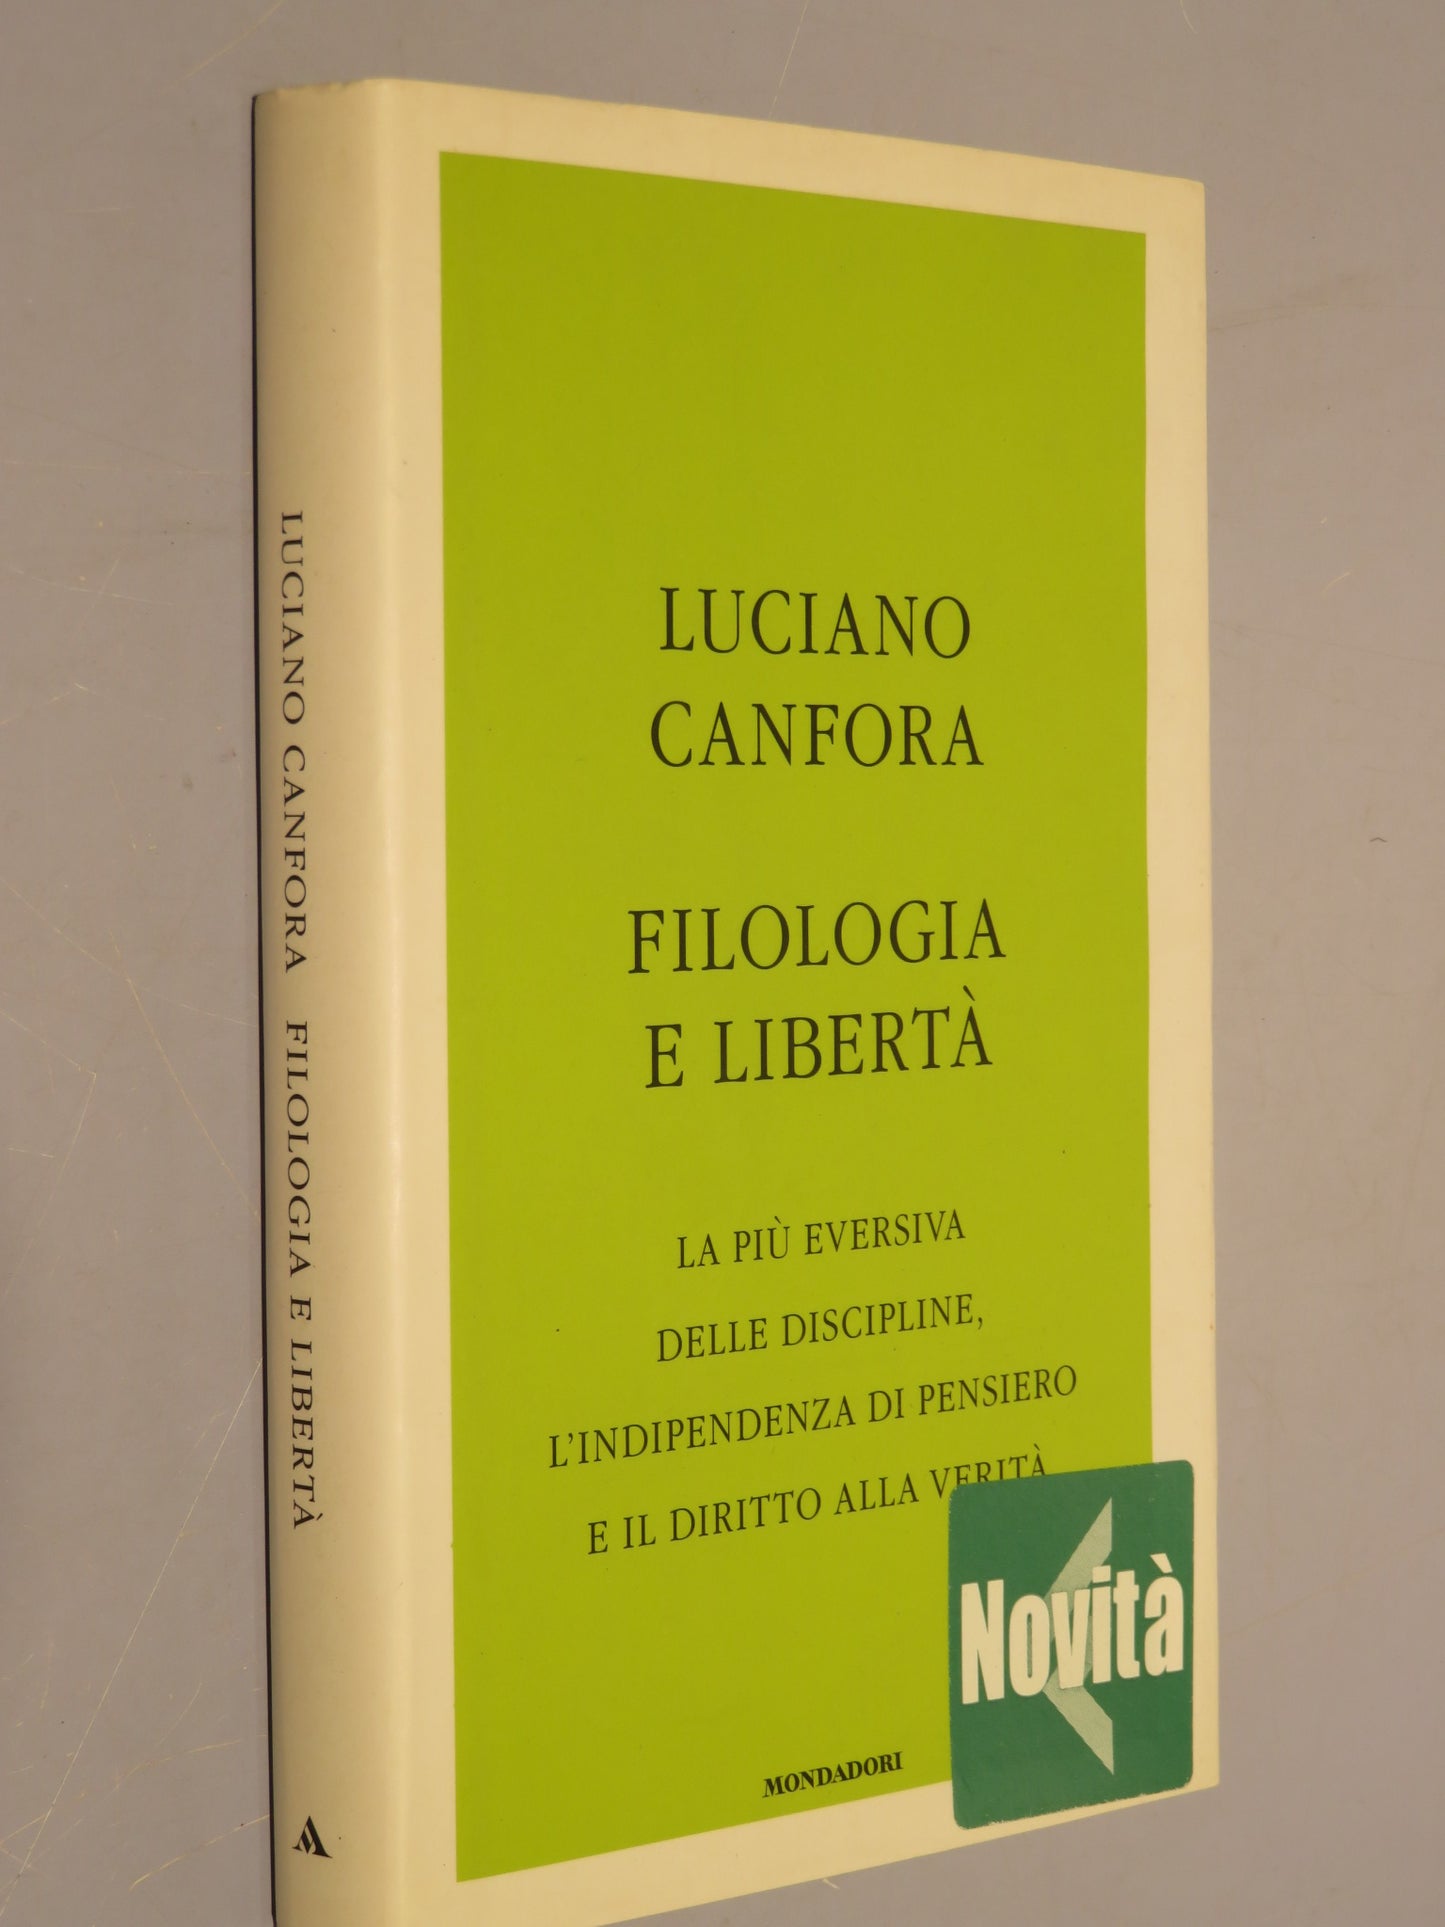 LUCIANO CANFORA FILOLOGIA E LIBERTÀ
LUCIANO
CANFORA
FILOLOGIA
E LIBERTÀ
LA PIÙ EVERSIVA
DELLE DISCIPLINE,
L'INDIPENDENZA DI PENSIERO
E IL DIRITTO ALLA VERITÀ
Novità
MONDADORI